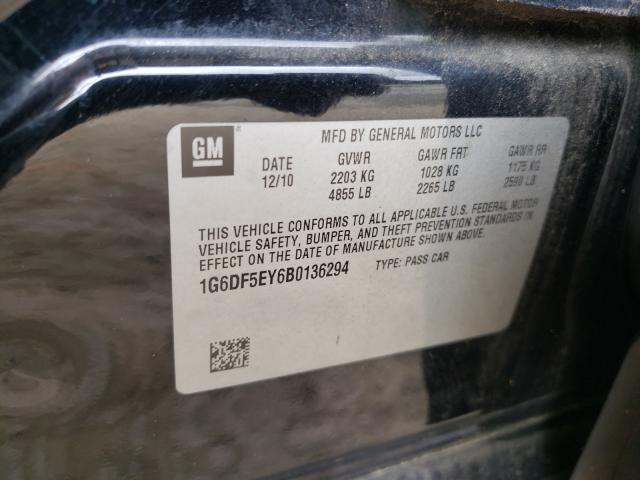 GM
MFD BY GENERAL MOTORS LLC
DATE GVWR GAWR FRT GAWR RR
12/10 2203 KG 1028 KG 1175 KG
4855 LB 2265 LB 2590 LB
THIS VEHICLE CONFORMS TO ALL APPLICABLE U.S. FEDERAL MOTOR
VEHICLE SAFETY, BUMPER, AND THEFT PREVENTION STANDARDS IN
EFFECT ON THE DATE OF MANUFACTURE SHOWN ABOVE.
1G6DF5EY6B0136294 TYPE: PASS CAR